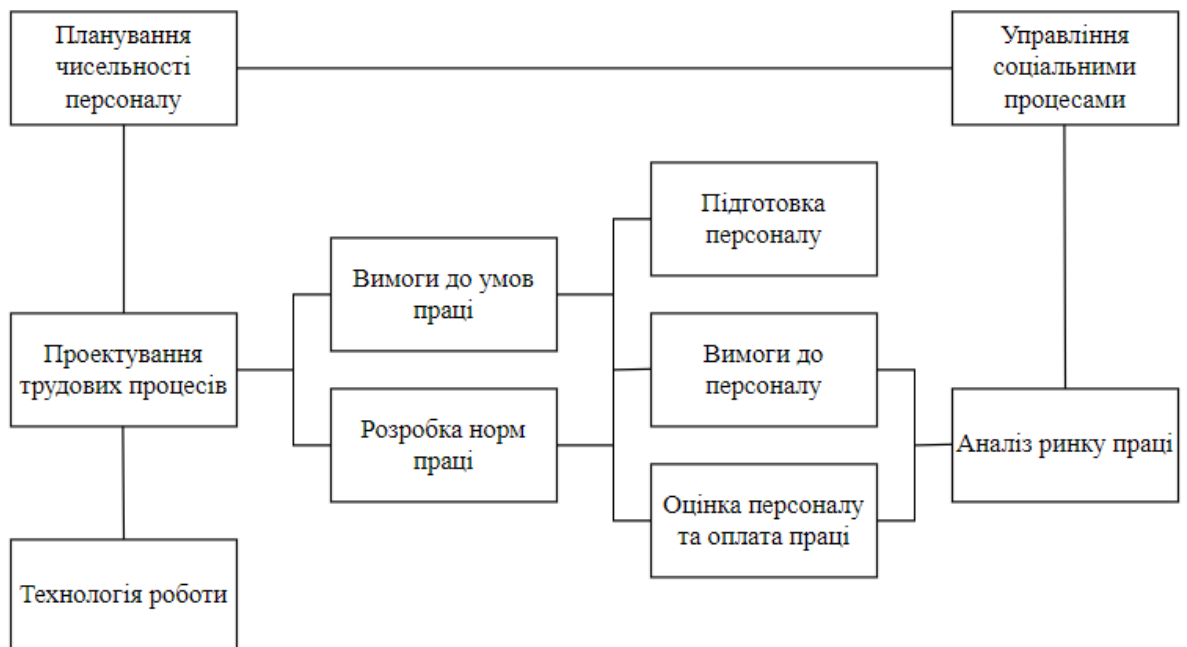 Планування
чисельності
персоналу
Управління
соціальними
процесами
Підготовка
персоналу
Вимоги до умов
праці
Проектування
трудових процесів
Вимоги до
персоналу
Розробка норм
праці
Аналіз ринку праці
Оцінка персоналу
та оплата праці
Технологія роботи